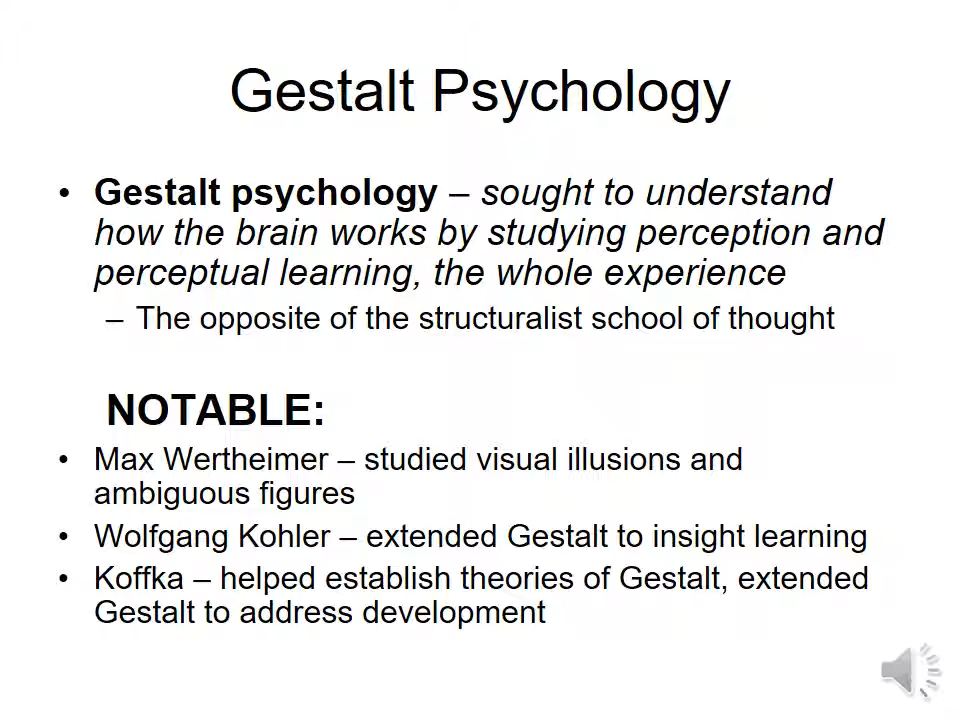 Gestalt Psychology
• Gestalt psychology – sought to understand
how the brain works by studying perception and
perceptual learning, the whole experience
– The opposite of the structuralist school of thought
NOTABLE:
• Max Wertheimer – studied visual illusions and
ambiguous figures
• Wolfgang Kohler – extended Gestalt to insight learning
• Koffka – helped establish theories of Gestalt, extended
Gestalt to address development